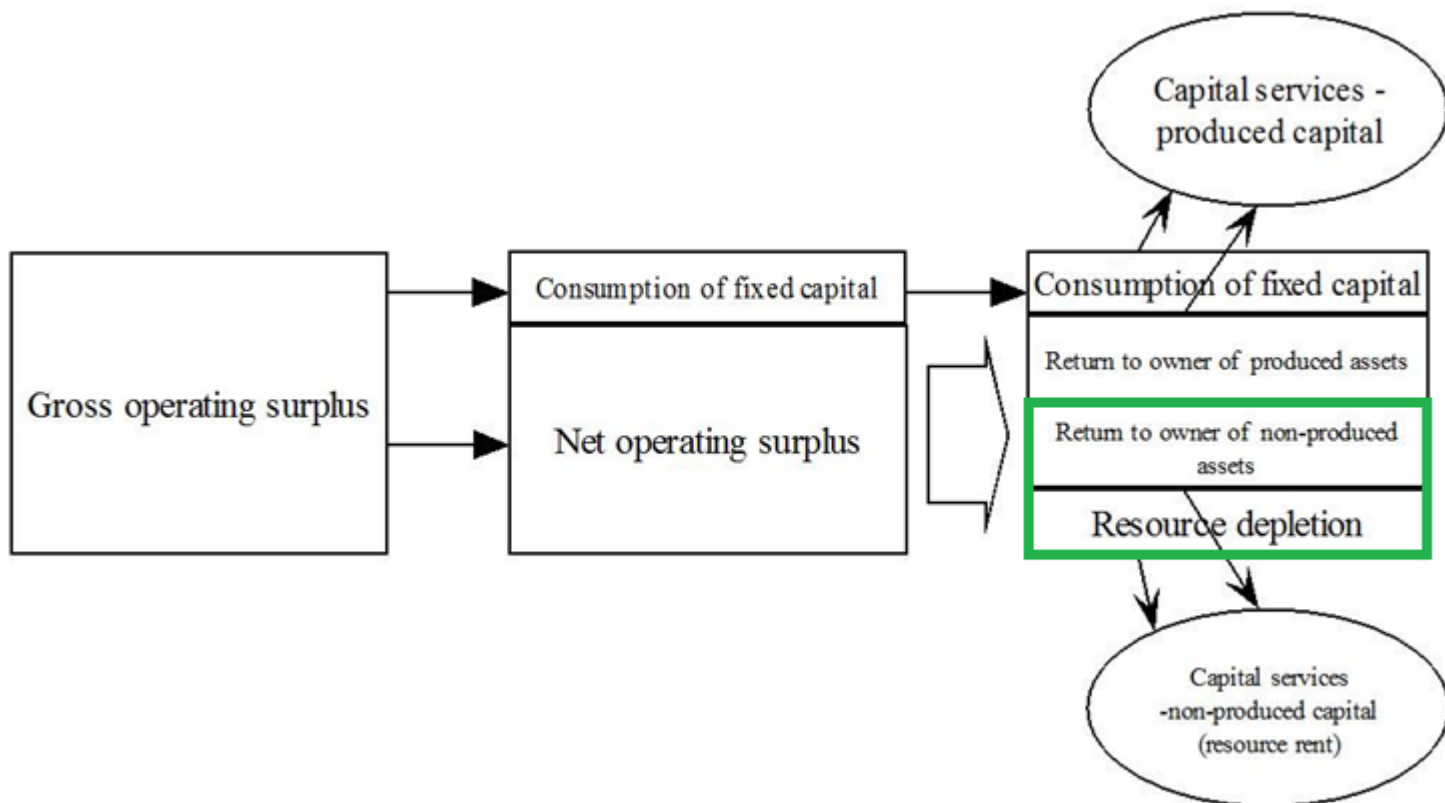 Capital services -
produced capital
Gross operating surplus
Consumption of fixed capital
Net operating surplus
Consumption of fixed capital
Return to owner of produced assets
Return to owner of non-produced
assets
Resource depletion
Capital services
-non-produced capital
(resource rent)